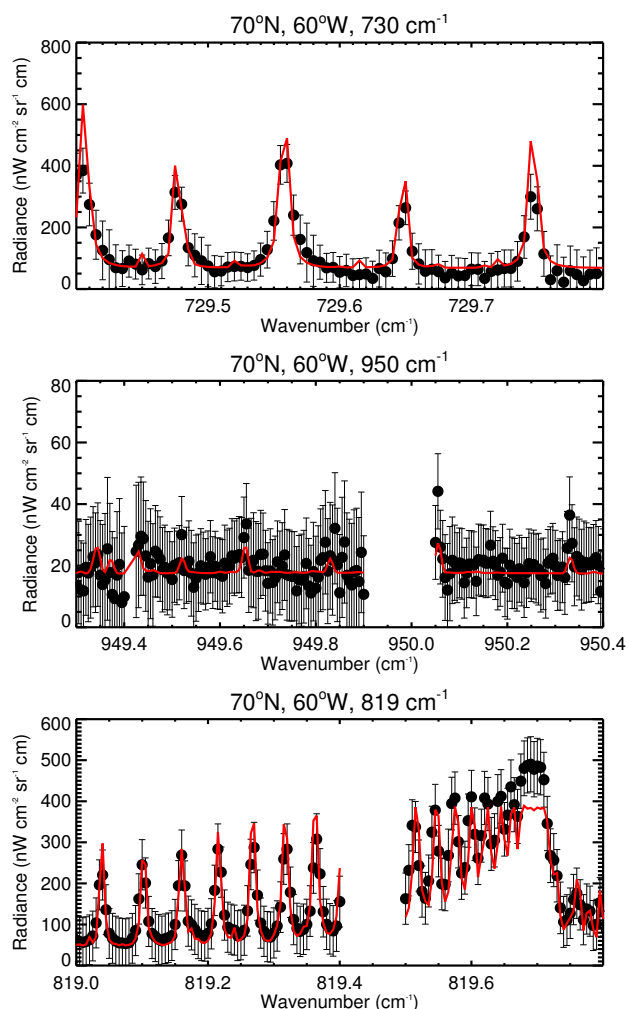 70°N, 60°W, 730 cm⁻¹
Radiance (nW cm⁻² sr⁻¹ cm)
800
600
400
200
0
729.5 729.6 729.7
Wavenumber (cm⁻¹)
70°N, 60°W, 950 cm⁻¹
Radiance (nW cm⁻² sr⁻¹ cm)
80
60
40
20
0
949.4 949.6 949.8 950.0 950.2 950.4
Wavenumber (cm⁻¹)
70°N, 60°W, 819 cm⁻¹
Radiance (nW cm⁻² sr⁻¹ cm)
600
500
400
300
200
100
0
819.0 819.2 819.4 819.6
Wavenumber (cm⁻¹)